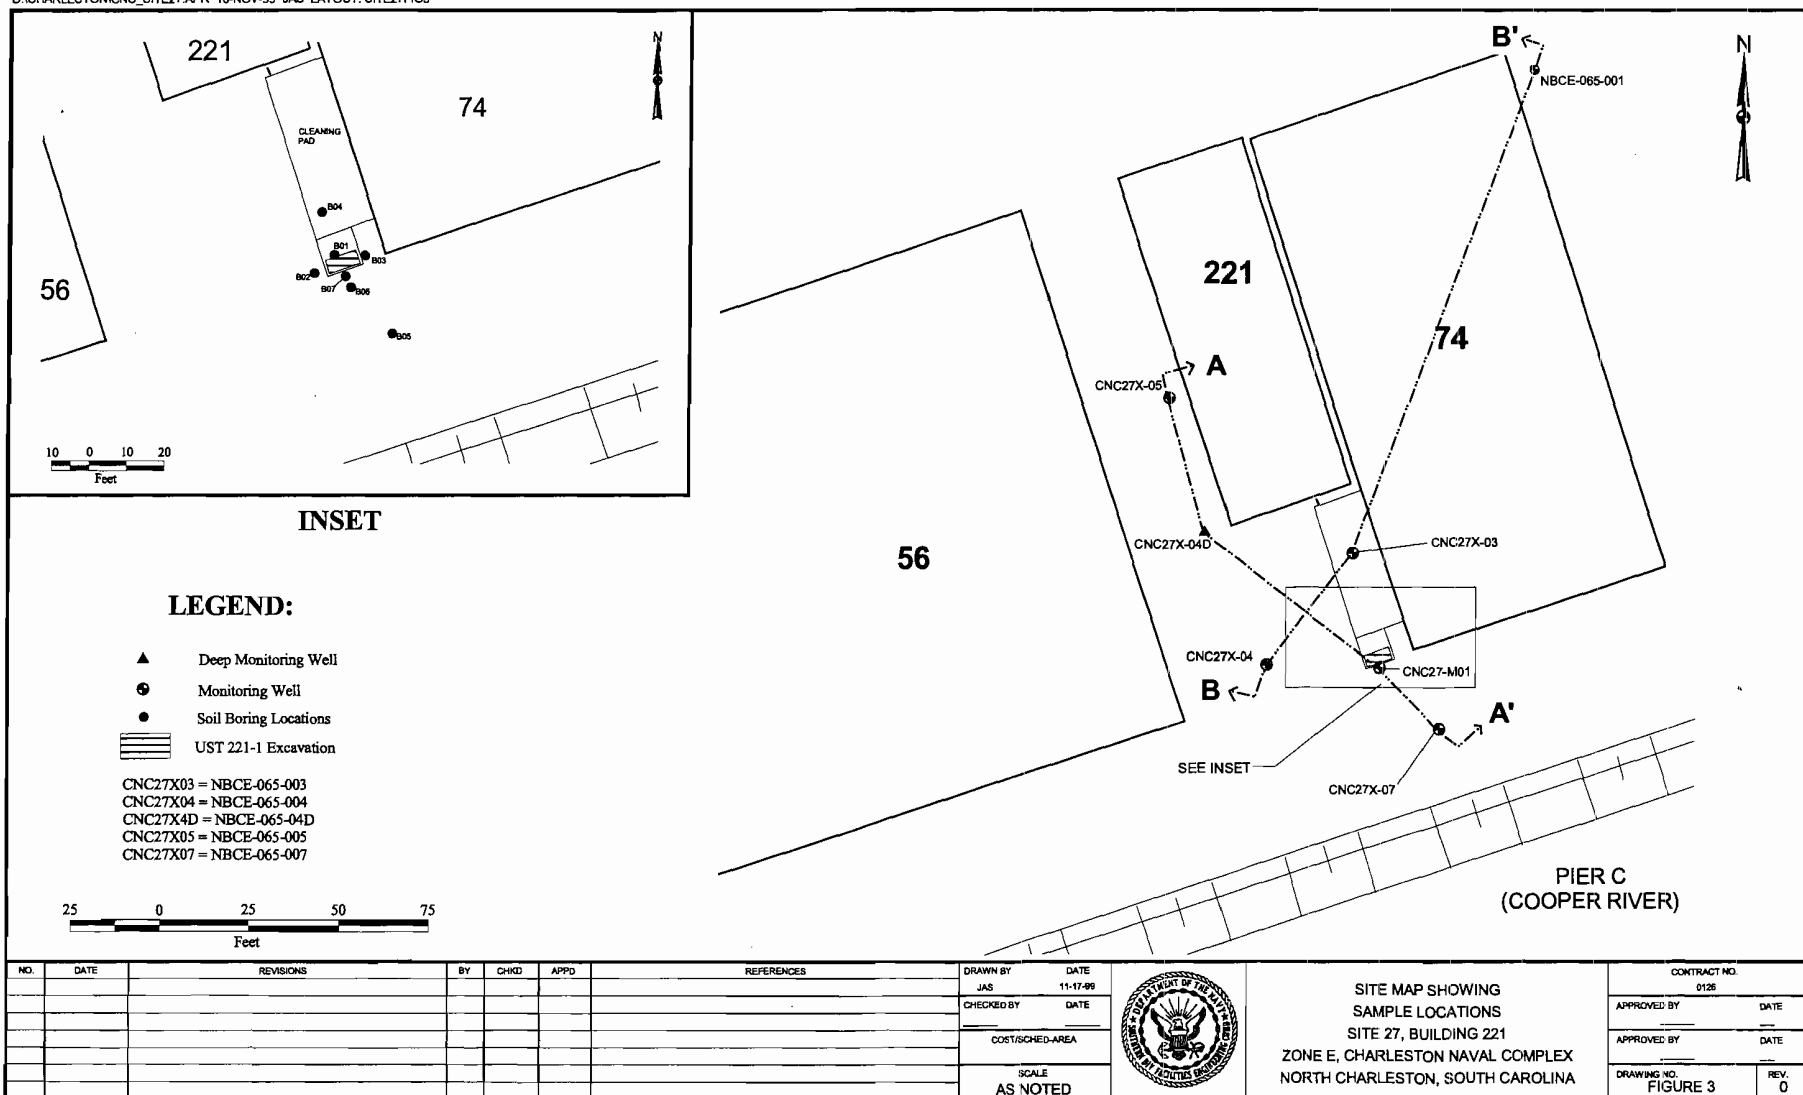 221
74
56
N
CLEANING
PAD
B04
B01
B03
B02
B07
B06
B05
10 0 10 20
Feet
INSET
LEGEND:
Deep Monitoring Well
Monitoring Well
Soil Boring Locations
UST 221-1 Excavation
CNC27X03 = NBCE-065-003
CNC27X04 = NBCE-065-004
CNC27X4D = NBCE-065-04D
CNC27X05 = NBCE-065-005
CNC27X07 = NBCE-065-007
25 0 25 50 75
Feet
B'
NBCE-065-001
N
221
74
A
CNC27X-05
CNC27X-04D
56
CNC27X-03
CNC27X-04
B
CNC27-M01
A'
SEE INSET
CNC27X-07
PIER C
(COOPER RIVER)
NO. DATE REVISIONS BY CHKD APPD REFERENCES
DRAWN BY DATE
JAS 11-17-99
CHECKED BY DATE
COST/SCHED-AREA
SCALE
AS NOTED
DEPARTMENT OF THE NAVY
SITE MAP SHOWING
SAMPLE LOCATIONS
SITE 27, BUILDING 221
ZONE E, CHARLESTON NAVAL COMPLEX
NORTH CHARLESTON, SOUTH CAROLINA
CONTRACT NO.
0126
APPROVED BY DATE
APPROVED BY DATE
DRAWING NO. REV.
FIGURE 3 0